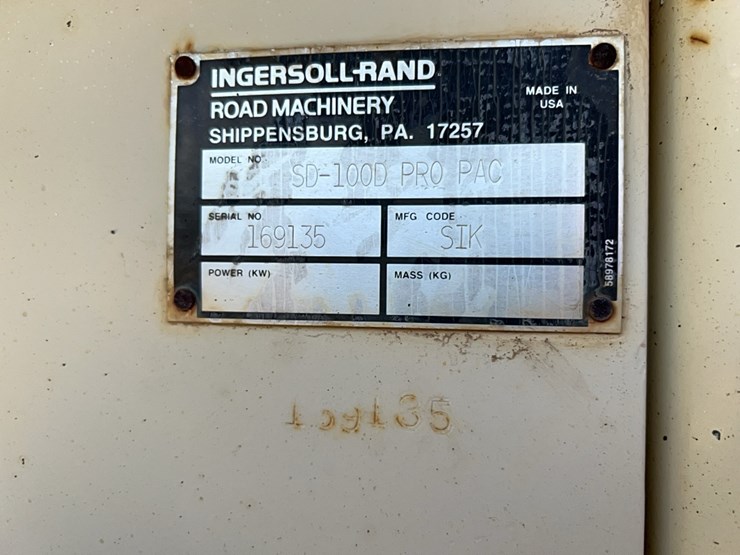 INGERSOLL-RAND
ROAD MACHINERY
MADE IN
USA
SHIPPENSBURG, PA. 17257
MODEL NO
SD-100D PRO PAC
SERIAL NO
169135
MFG CODE
SIK
POWER (KW)
MASS (KG)
58978172
169135